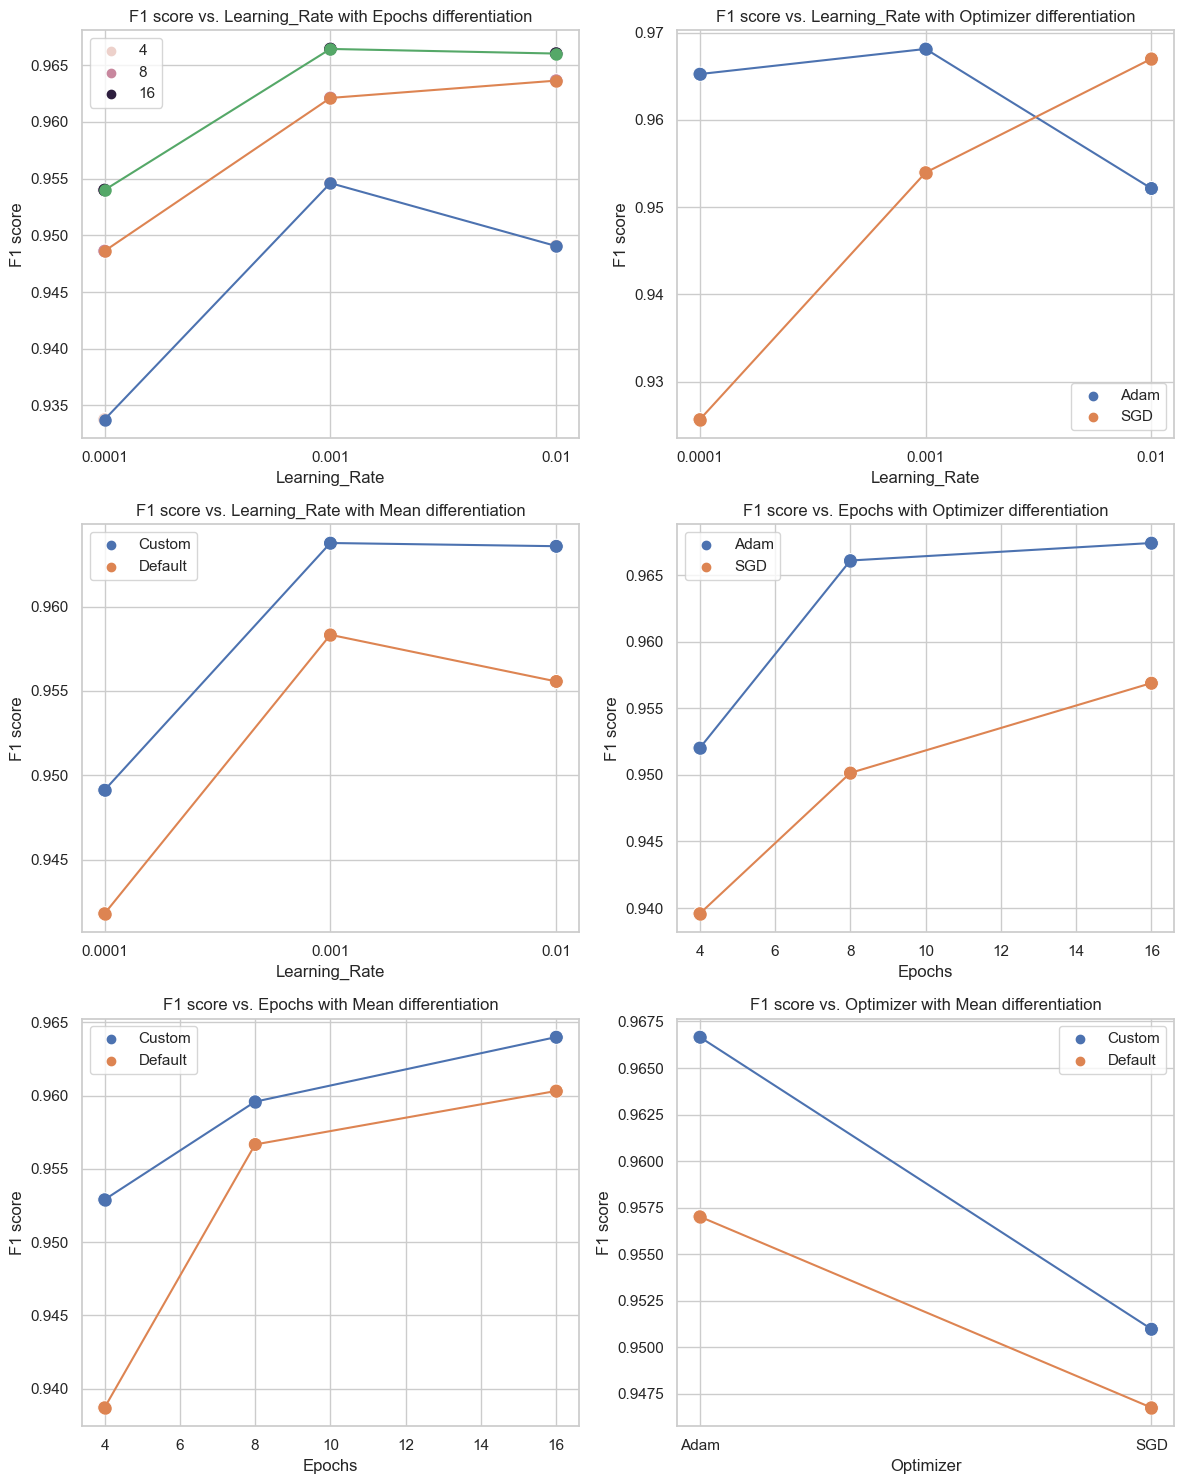 F1 score vs. Learning_Rate with Epochs differentiation
4
8
16
0.965
0.960
0.955
0.950
0.945
0.940
0.935
F1 score
0.0001 0.001 0.01
Learning_Rate
F1 score vs. Learning_Rate with Optimizer differentiation
0.97
0.96
0.95
0.94
0.93
F1 score
Adam
SGD
0.0001 0.001 0.01
Learning_Rate
F1 score vs. Learning_Rate with Mean differentiation
Custom
Default
0.960
0.955
0.950
0.945
F1 score
0.0001 0.001 0.01
Learning_Rate
F1 score vs. Epochs with Optimizer differentiation
Adam
SGD
0.965
0.960
0.955
0.950
0.945
0.940
F1 score
4 6 8 10 12 14 16
Epochs
F1 score vs. Epochs with Mean differentiation
Custom
Default
0.965
0.960
0.955
0.950
0.945
0.940
F1 score
4 6 8 10 12 14 16
Epochs
F1 score vs. Optimizer with Mean differentiation
Custom
Default
0.9675
0.9650
0.9625
0.9600
0.9575
0.9550
0.9525
0.9500
0.9475
F1 score
Adam SGD
Optimizer